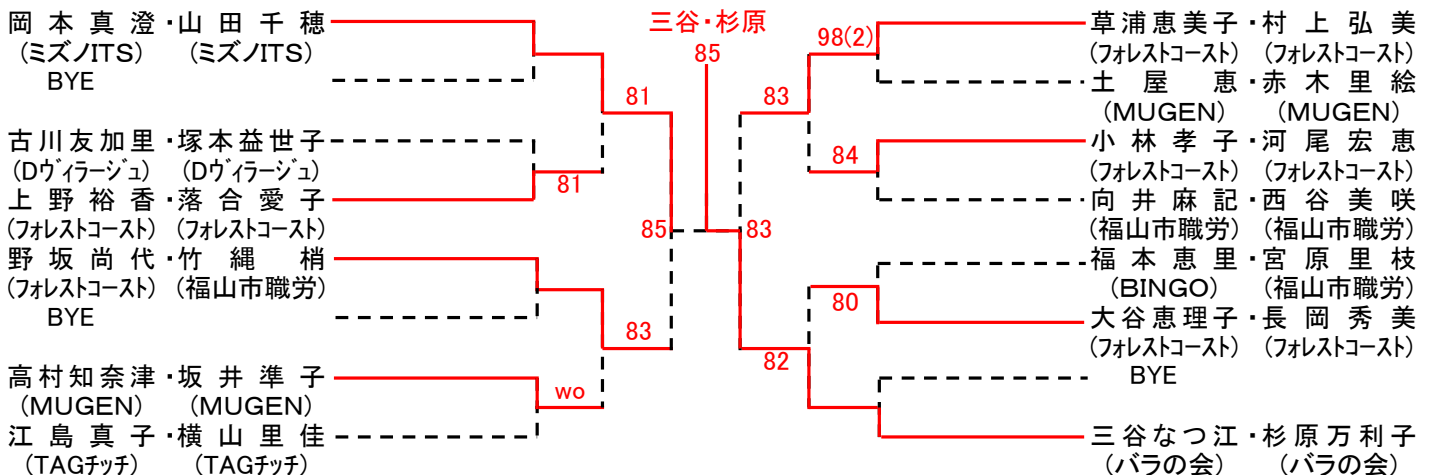 岡本真澄・山田千穂
(ミズノITS) (ミズノITS)
BYE
81
古川友加里・塚本益世子
(Dヴィラージュ) (Dヴィラージュ)
81
上野裕香・落合愛子
(フォレストコースト) (フォレストコースト)
85
野坂尚代・竹縄梢
(フォレストコースト) (福山市職労)
BYE
83
高村知奈津・坂井準子
(MUGEN) (MUGEN)
wo
江島真子・横山里佳
(TAGチッチ) (TAGチッチ)
三谷・杉原
85
草浦恵美子・村上弘美
(フォレストコースト) (フォレストコースト)
98(2)
土屋恵・赤木里絵
(MUGEN) (MUGEN)
83
小林孝子・河尾宏恵
(フォレストコースト) (フォレストコースト)
84
向井麻記・西谷美咲
(福山市職労) (福山市職労)
83
福本恵里・宮原里枝
(BINGO) (福山市職労)
80
大谷恵理子・長岡秀美
(フォレストコースト) (フォレストコースト)
82
BYE
三谷なつ江・杉原万利子
(バラの会) (バラの会)